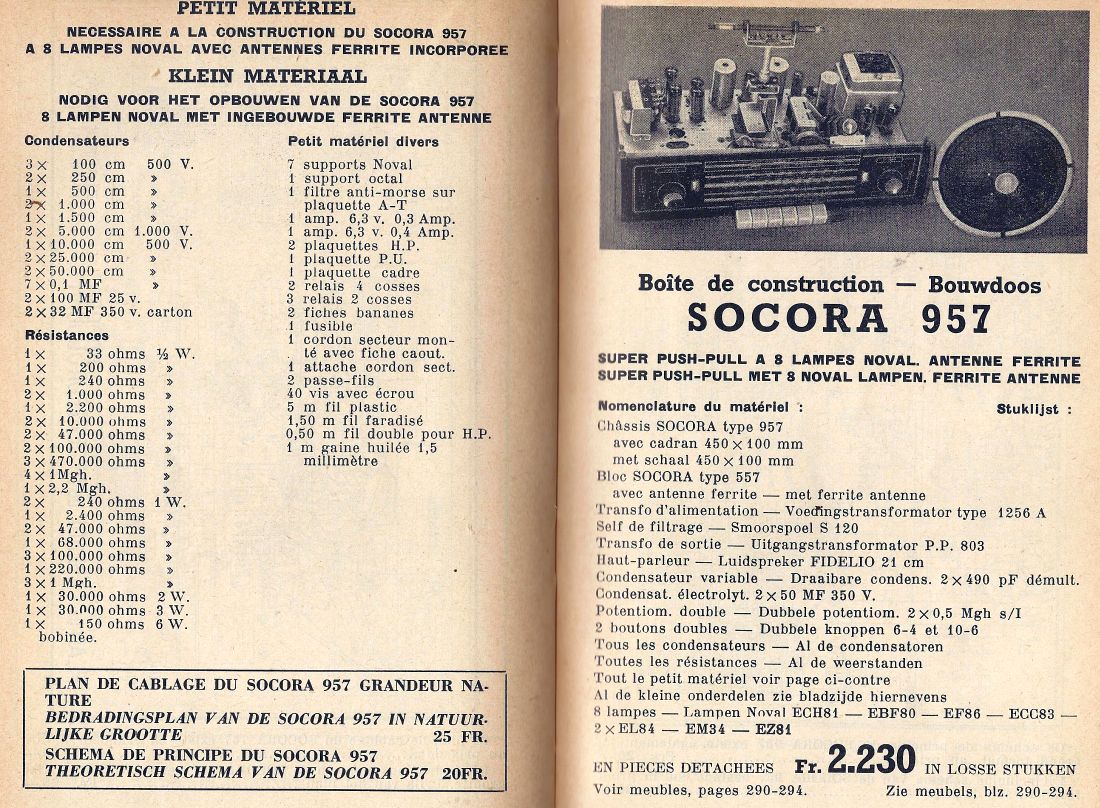 PETIT MATÉRIEL
NECESSAIRE A LA CONSTRUCTION DU SOCORA 957
A 8 LAMPES NOVAL AVEC ANTENNES FERRITE INCORPOREE
KLEIN MATERIAAL
NODIG VOOR HET OPBOUWEN VAN DE SOCORA 957
8 LAMPEN NOVAL MET INGEBOUWDE FERRITE ANTENNE
Condensateurs
3 × 100 cm 500 V.
2 × 250 cm »
1 × 500 cm »
2 × 1.000 cm »
1 × 1.500 cm »
2 × 5.000 cm 1.000 V.
1 × 10.000 cm 500 V.
2 × 25.000 cm »
2 × 50.000 cm »
7 × 0,1 MF »
2 × 100 MF 25 v.
2 × 32 MF 350 v. carton
Résistances
1 × 33 ohms ½ W.
1 × 200 ohms »
1 × 240 ohms »
2 × 1.000 ohms »
1 × 2.200 ohms »
2 × 10.000 ohms »
2 × 47.000 ohms »
2 × 100.000 ohms »
3 × 470.000 ohms »
4 × 1 Mgh. »
1 × 2,2 Mgh. »
2 × 240 ohms 1 W.
1 × 2.400 ohms »
2 × 47.000 ohms »
1 × 68.000 ohms »
3 × 100.000 ohms »
1 × 220.000 ohms »
3 × 1 Mgh. »
1 × 30.000 ohms 2 W.
1 × 30.000 ohms 3 W.
1 × 150 ohms 6 W.
bobinée.
Petit matériel divers
7 supports Noval
1 support octal
1 filtre anti-morse sur
plaquette A-T
1 amp. 6,3 v. 0,3 Amp.
1 amp. 6,3 v. 0,4 Amp.
2 plaquettes H.P.
1 plaquette P.U.
1 plaquette cadre
2 relais 4 cosses
3 relais 2 cosses
2 fiches bananes
1 fusible
1 cordon secteur mon-
té avec fiche caout.
1 attache cordon sect.
2 passe-fils
40 vis avec écrou
5 m fil plastic
1,50 m fil faradisé
0,50 m fil double pour H.P.
1 m gaine huilée 1,5
millimètre
PLAN DE CABLAGE DU SOCORA 957 GRANDEUR NA-
TURE
BEDRADINGSPLAN VAN DE SOCORA 957 IN NATUUR-
LIJKE GROOTTE 25 FR.
SCHEMA DE PRINCIPE DU SOCORA 957
THEORETISCH SCHEMA VAN DE SOCORA 957 20FR.
Boîte de construction — Bouwdoos
SOCORA 957
SUPER PUSH-PULL A 8 LAMPES NOVAL. ANTENNE FERRITE
SUPER PUSH-PULL MET 8 NOVAL LAMPEN. FERRITE ANTENNE
Nomenclature du matériel : Stuklijst :
Châssis SOCORA type 957
avec cadran 450 × 100 mm
met schaal 450 × 100 mm
Bloc SOCORA type 557
avec antenne ferrite — met ferrite antenne
Transfo d'alimentation — Voedingstransformator type 1256 A
Self de filtrage — Smoorspoel S 120
Transfo de sortie — Uitgangstransformator P.P. 803
Haut-parleur — Luidspreker FIDELIO 21 cm
Condensateur variable — Draaibare condens. 2 × 490 pF démult.
Condensat. électrolyt. 2 × 50 MF 350 V.
Potentiom. double — Dubbele potentiom. 2 × 0,5 Mgh s/I
2 boutons doubles — Dubbele knoppen 6-4 et 10-6
Tous les condensateurs — Al de condensatoren
Toutes les résistances — Al de weerstanden
Tout le petit matériel voir page ci-contre
Al de kleine onderdelen zie bladzijde hiernevens
8 lampes — Lampen Noval ECH81 — EBF80 — EF86 — ECC83 —
2 × EL84 — EM34 — EZ81
EN PIECES DETACHEES Fr. 2.230 IN LOSSE STUKKEN
Voir meubles, pages 290-294. Zie meubels, blz. 290-294.